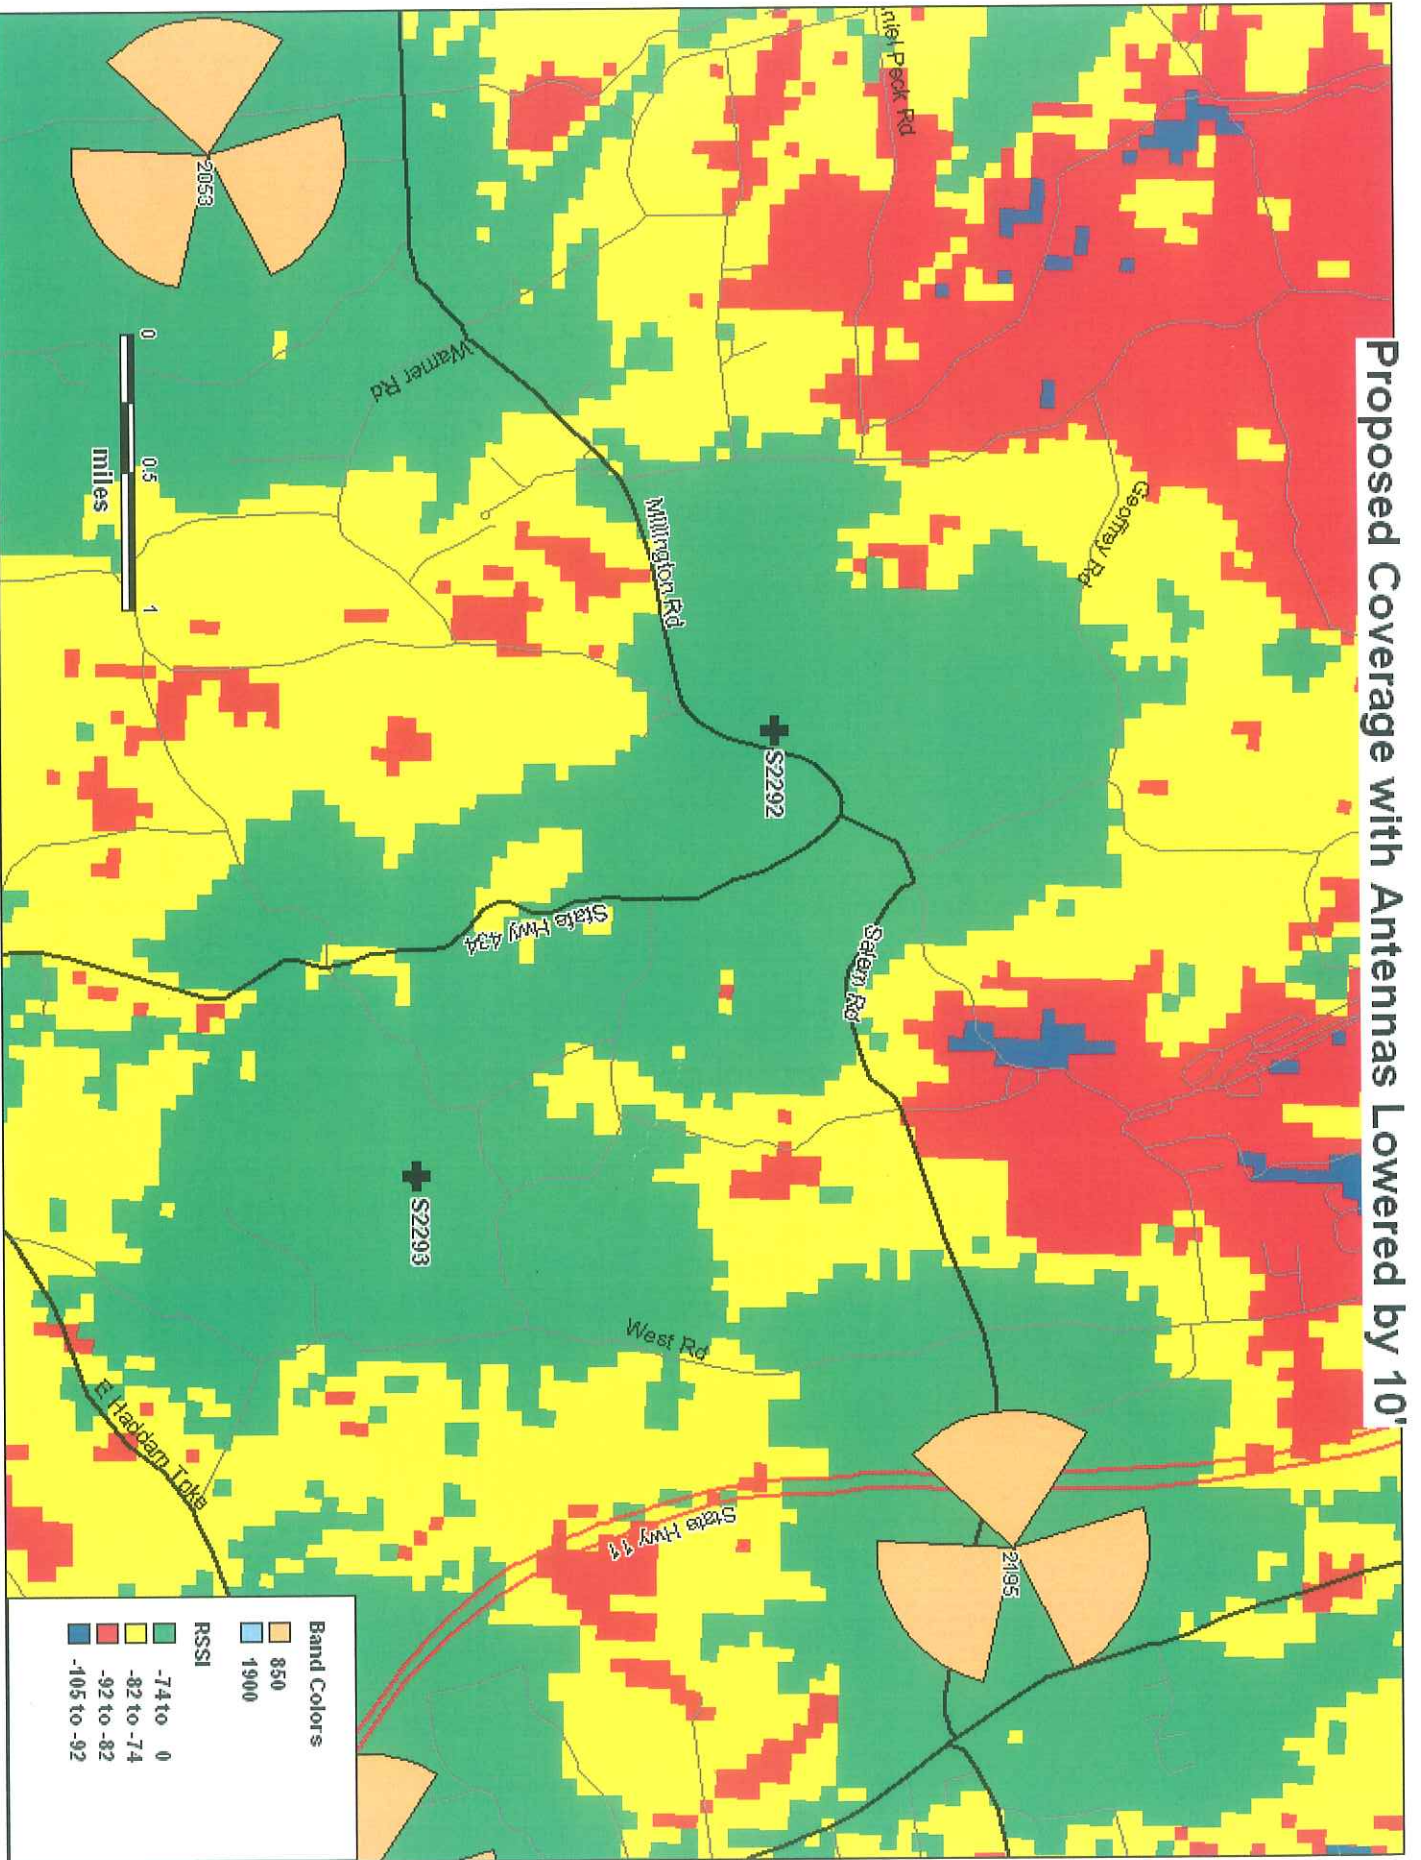 Proposed Coverage with Antennas Lowered by 10'
niel Peck Rd
Geoffrey Rd
2053
Warner Rd
Millington Rd
S2292
Salem Rd
State Hwy 434
S2293
West Rd
2195
State Hwy 11
E Haddam Tpke
0 0.5 1
miles
Band Colors
850
1900
RSSI
-74 to 0
-82 to -74
-92 to -82
-105 to -92